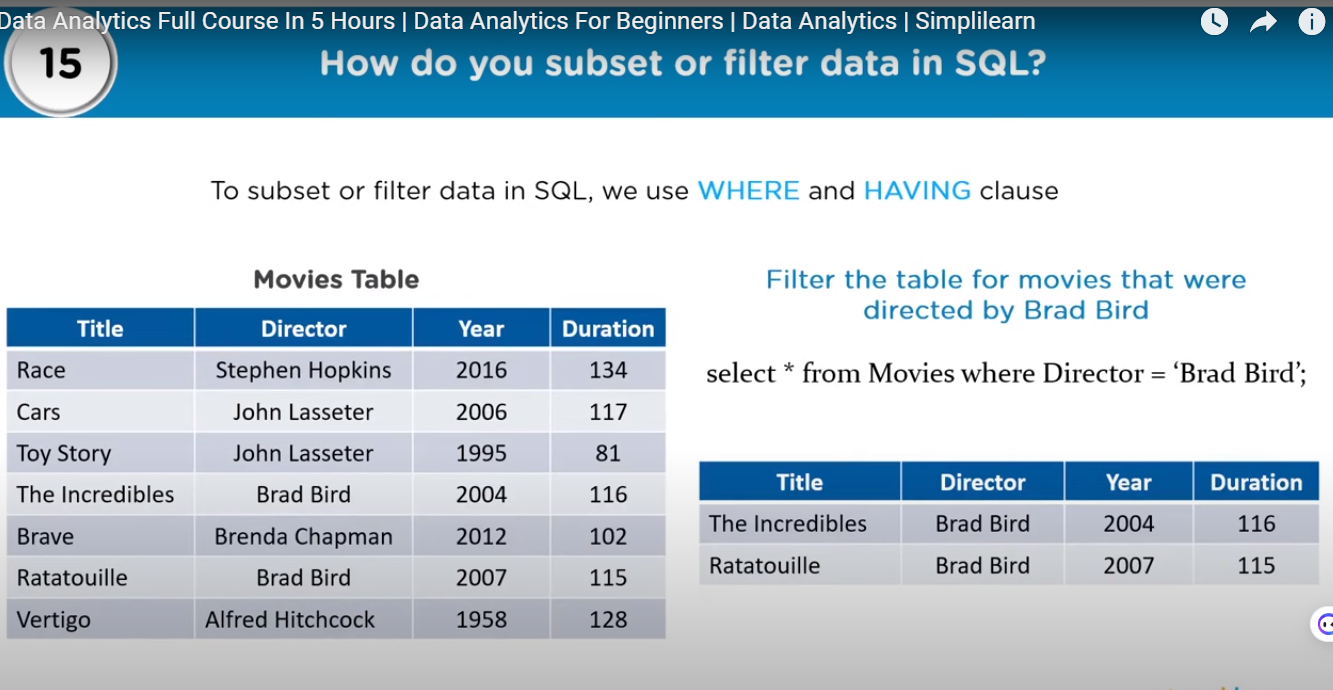 Data Analytics Full Course In 5 Hours | Data Analytics For Beginners | Data Analytics | Simplilearn
15
How do you subset or filter data in SQL?
To subset or filter data in SQL, we use WHERE and HAVING clause
Movies Table
Title Director Year Duration
Race Stephen Hopkins 2016 134
Cars John Lasseter 2006 117
Toy Story John Lasseter 1995 81
The Incredibles Brad Bird 2004 116
Brave Brenda Chapman 2012 102
Ratatouille Brad Bird 2007 115
Vertigo Alfred Hitchcock 1958 128
Filter the table for movies that were
directed by Brad Bird
select * from Movies where Director = ‘Brad Bird’;
Title Director Year Duration
The Incredibles Brad Bird 2004 116
Ratatouille Brad Bird 2007 115